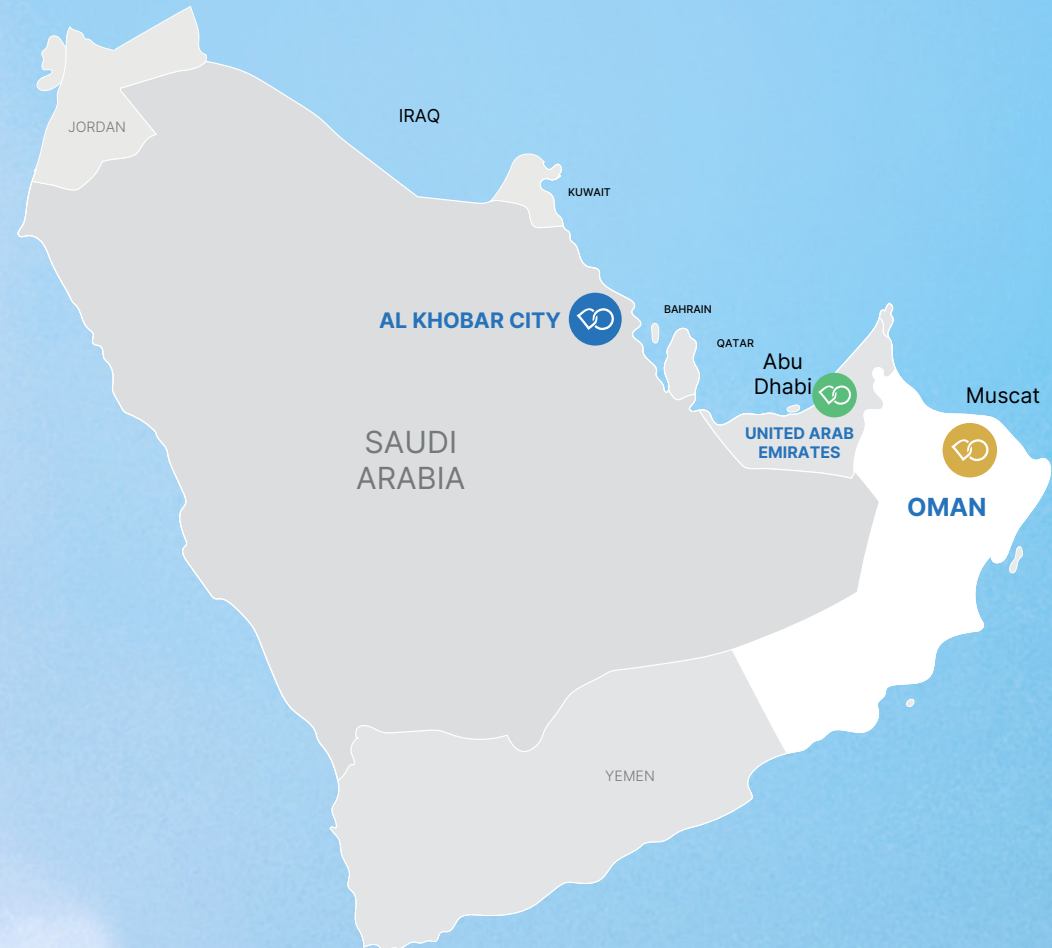 IRAQ
JORDAN
KUWAIT
BAHRAIN
AL KHOBAR CITY
QATAR
Abu
Dhabi
Muscat
UNITED ARAB
EMIRATES
SAUDI
ARABIA
OMAN
YEMEN